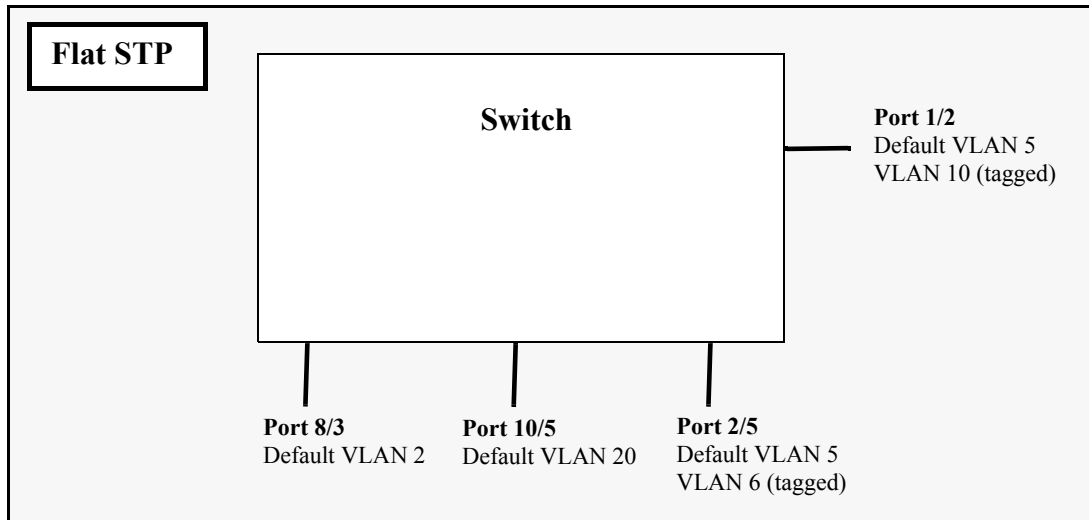 Flat STP
Switch
Port 1/2
Default VLAN 5
VLAN 10 (tagged)
Port 8/3
Default VLAN 2
Port 10/5
Default VLAN 20
Port 2/5
Default VLAN 5
VLAN 6 (tagged)